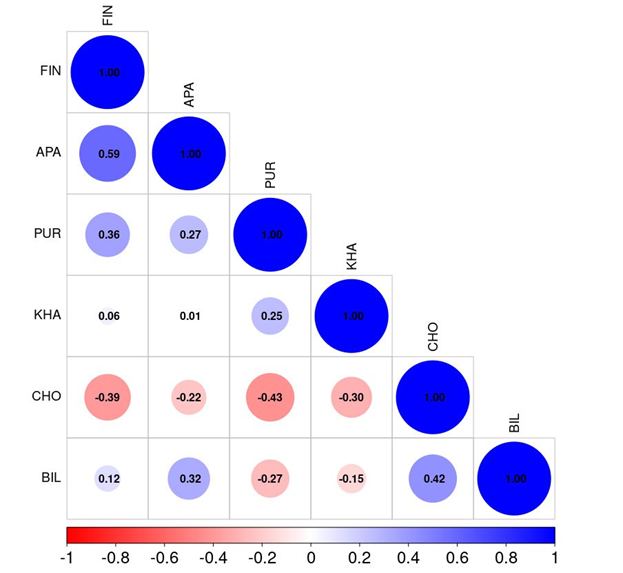 FIN
FIN 1.00
APA
APA 0.59 1.00
PUR
PUR 0.36 0.27 1.00
KHA
KHA 0.06 0.01 0.25 1.00
CHO
CHO -0.39 -0.22 -0.43 -0.30 1.00
BIL
BIL 0.12 0.32 -0.27 -0.15 0.42 1.00
-1 -0.8 -0.6 -0.4 -0.2 0 0.2 0.4 0.6 0.8 1